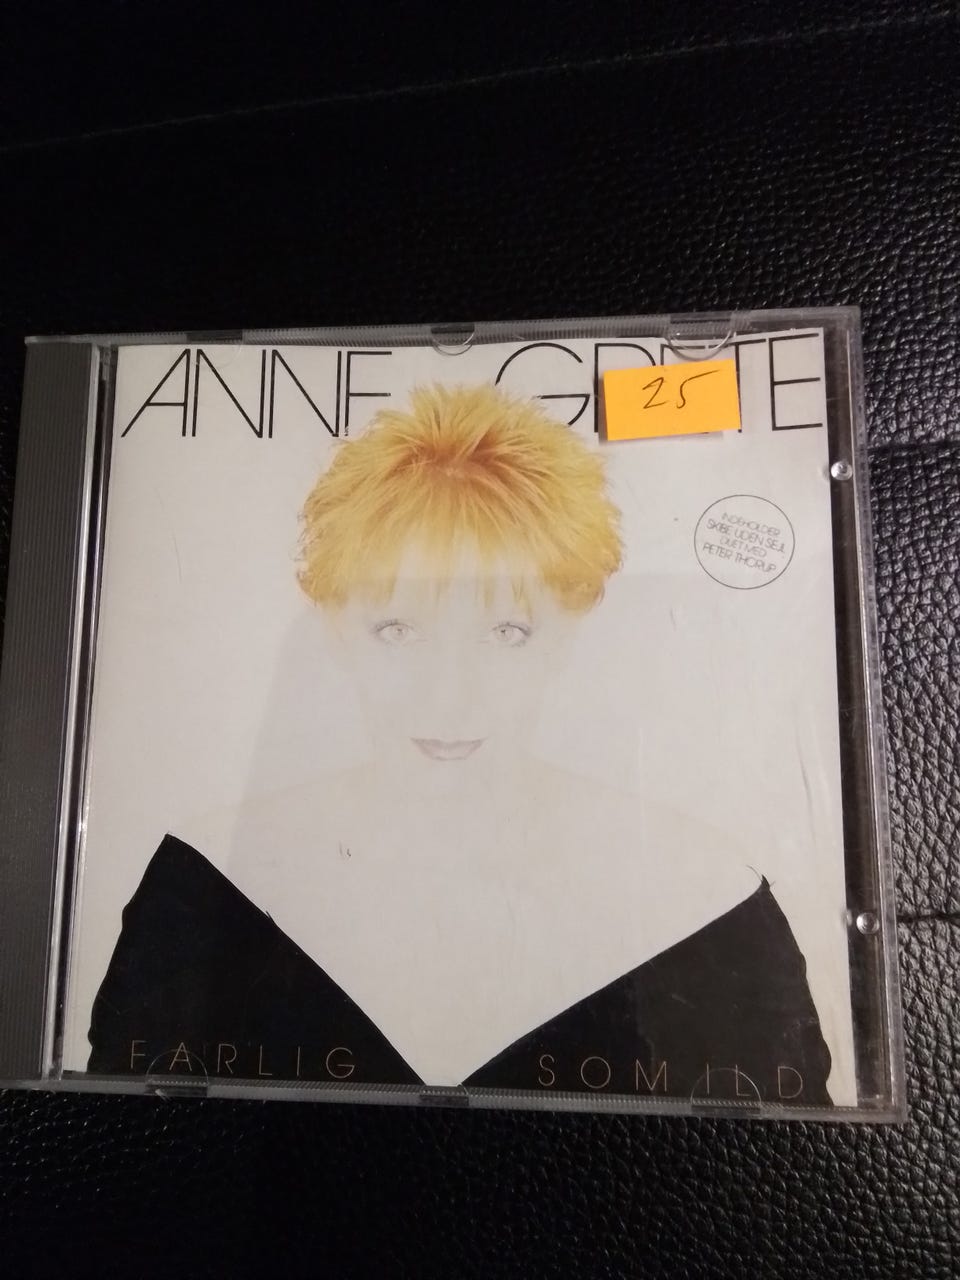 ANNE GRETE
25
INDEHOLDER
SKIBE UDEN SEJL
DUET MED
PETER THORUP
FARLIG SOM ILD